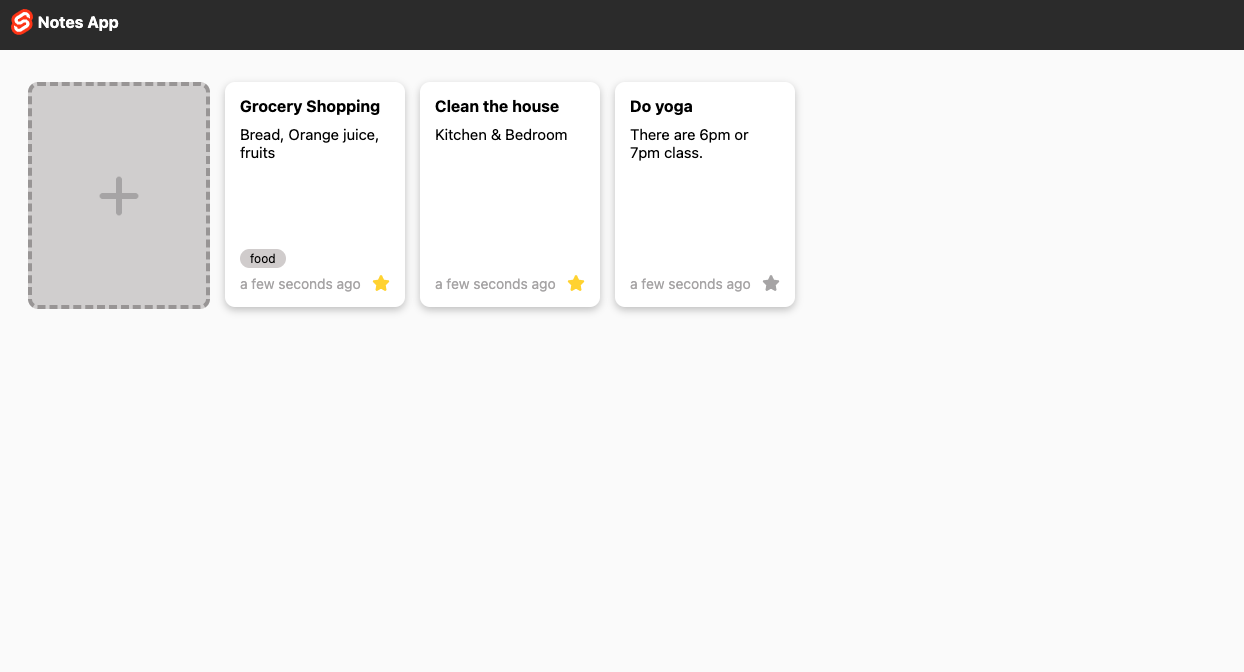 Notes App
Grocery Shopping
Bread, Orange juice,
fruits
food
a few seconds ago
Clean the house
Kitchen & Bedroom
a few seconds ago
Do yoga
There are 6pm or
7pm class.
a few seconds ago